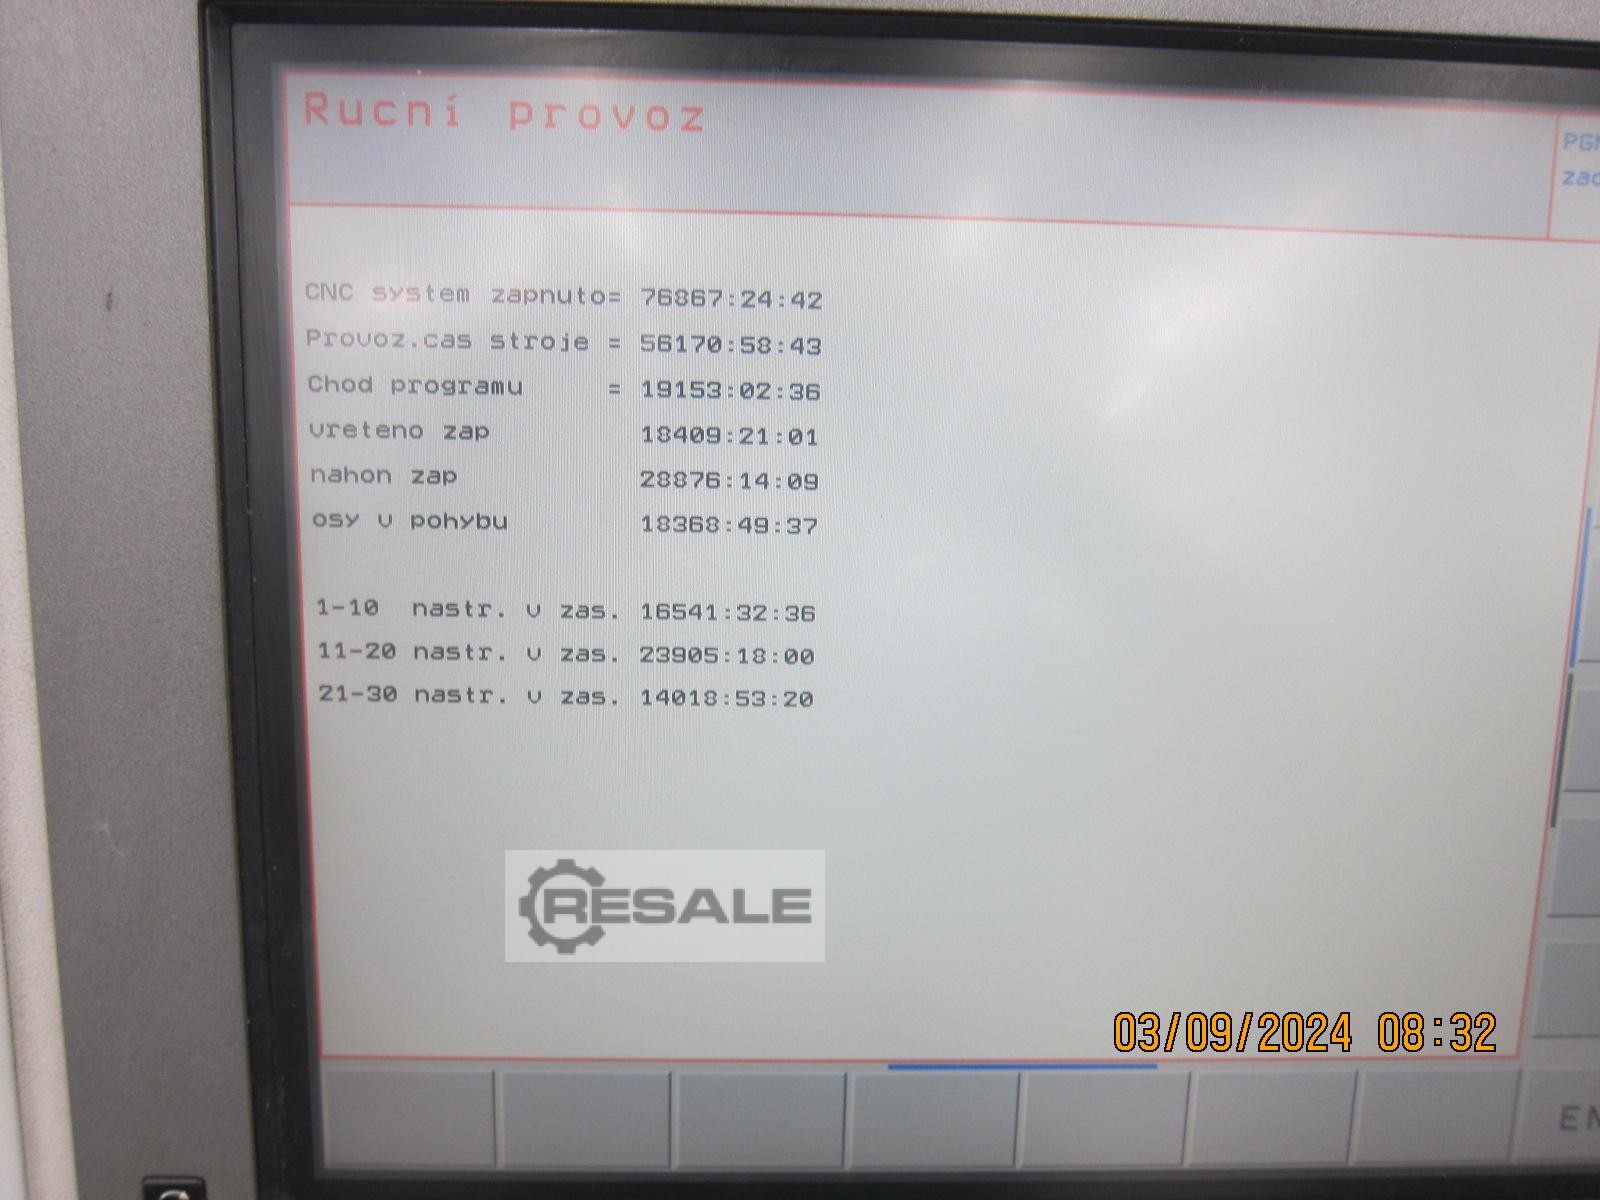 Rucní provoz
PGM
zad
CNC system zapnuto= 76867:24:42
Provoz.cas stroje = 56170:58:43
Chod programu = 19153:02:36
vreteno zap 18409:21:01
nahon zap 28876:14:09
osy v pohybu 18368:49:37
1-10 nastr. v zas. 16541:32:36
11-20 nastr. v zas. 23905:18:00
21-30 nastr. v zas. 14018:53:20
RESALE
03/09/2024 08:32